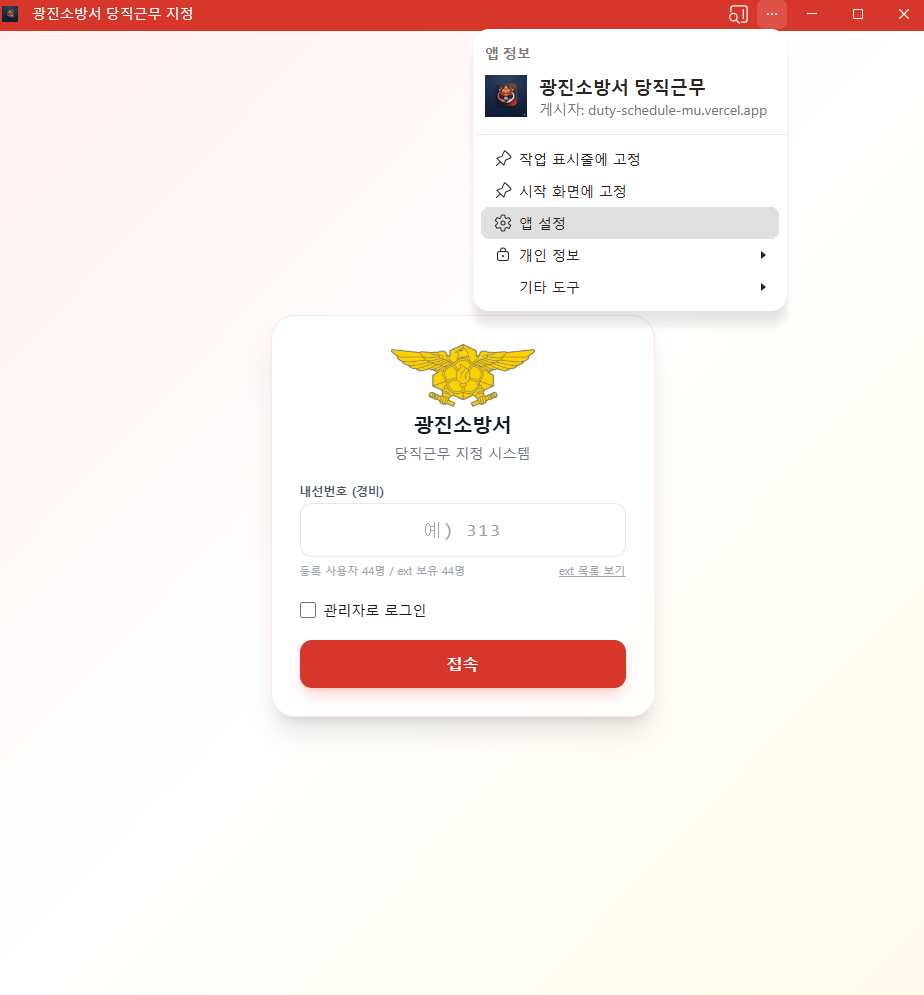 광진소방서 당직근무 지정
앱 정보
광진소방서 당직근무
게시자: duty-schedule-mu.vercel.app
작업 표시줄에 고정
시작 화면에 고정
앱 설정
개인 정보
기타 도구
광진소방서
당직근무 지정 시스템
내선번호 (경비)
예) 313
등록 사용자 44명 / ext 보유 44명
ext 목록 보기
관리자로 로그인
접속